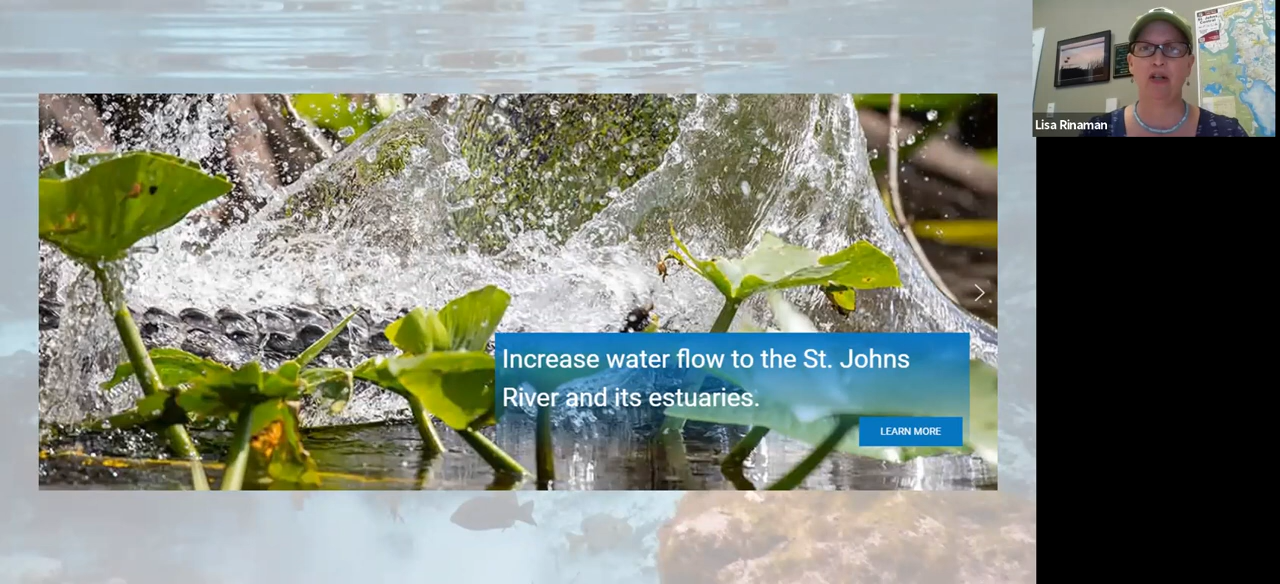 Increase water flow to the St. Johns
River and its estuaries.
LEARN MORE
Lisa Rinaman